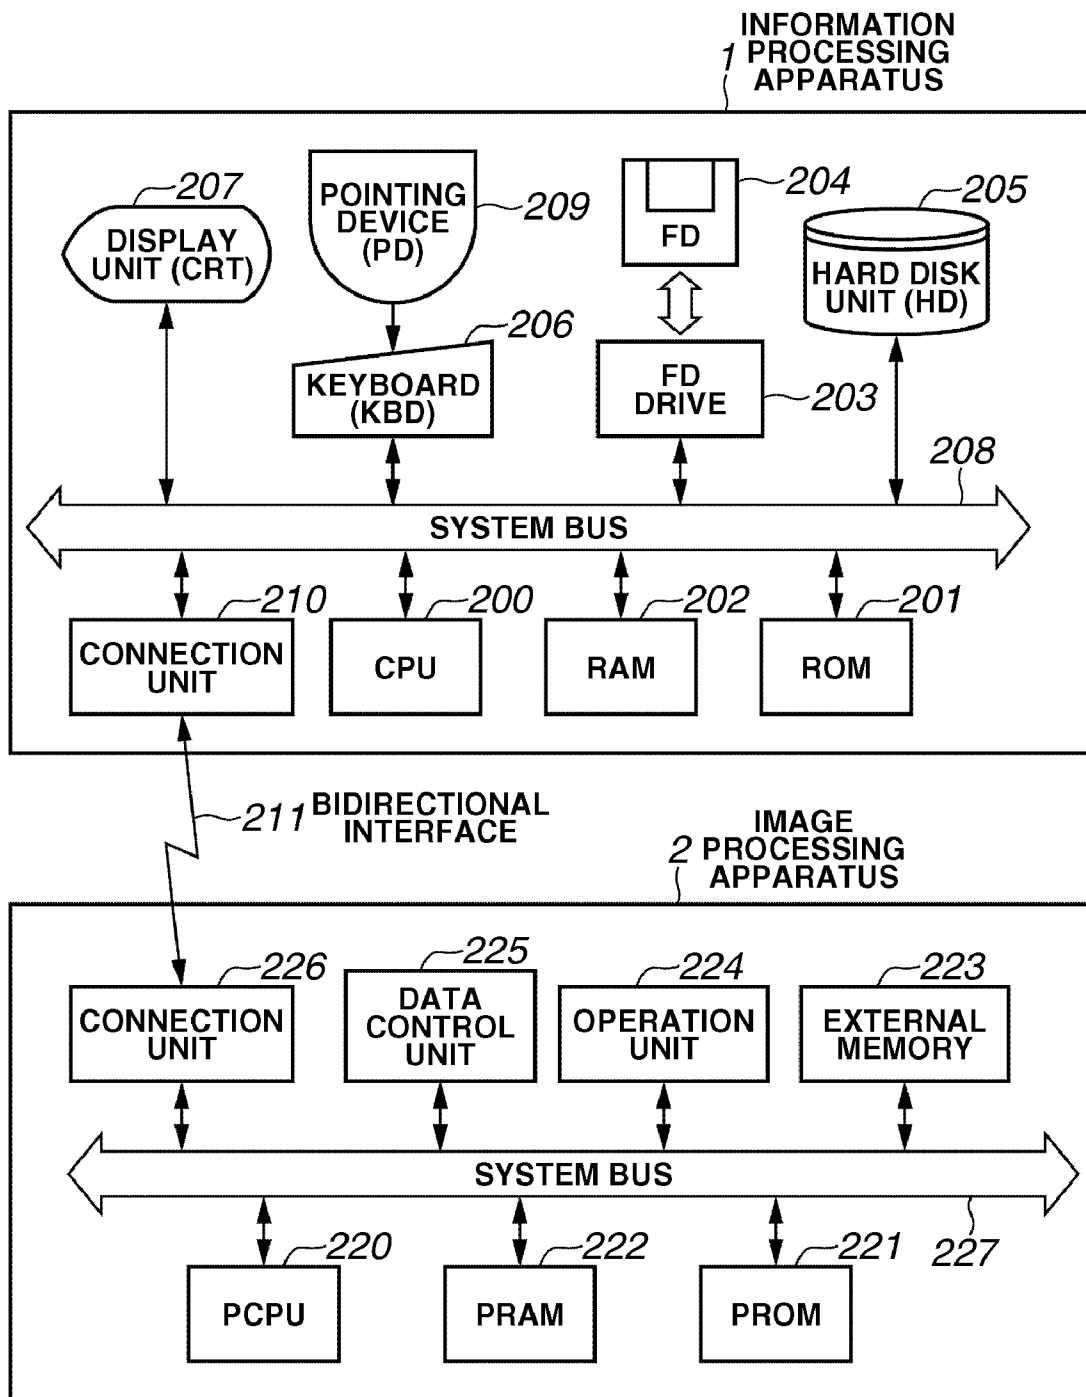 INFORMATION
1 PROCESSING
APPARATUS
207
DISPLAY
UNIT (CRT)
POINTING
DEVICE
(PD)
209
204
FD
205
HARD DISK
UNIT (HD)
206
KEYBOARD
(KBD)
FD
DRIVE
203
208
SYSTEM BUS
210
CONNECTION
UNIT
200
CPU
202
RAM
201
ROM
211 BIDIRECTIONAL
INTERFACE
IMAGE
2 PROCESSING
APPARATUS
226
CONNECTION
UNIT
225
DATA
CONTROL
UNIT
224
OPERATION
UNIT
223
EXTERNAL
MEMORY
SYSTEM BUS
227
220
PCPU
222
PRAM
221
PROM